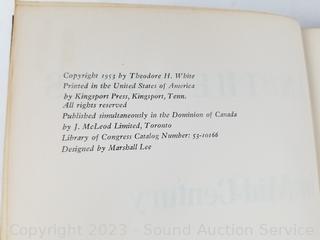 Copyright 1953 by Theodore H. White
Printed in the United States of America
by Kingsport Press, Kingsport, Tenn.
All rights reserved
Published simultaneously in the Dominion of Canada
by J. McLeod Limited, Toronto
Library of Congress Catalog Number: 53-10166
Designed by Marshall Lee
Mid-Century
Copyright 2023 - Sound Auction Service